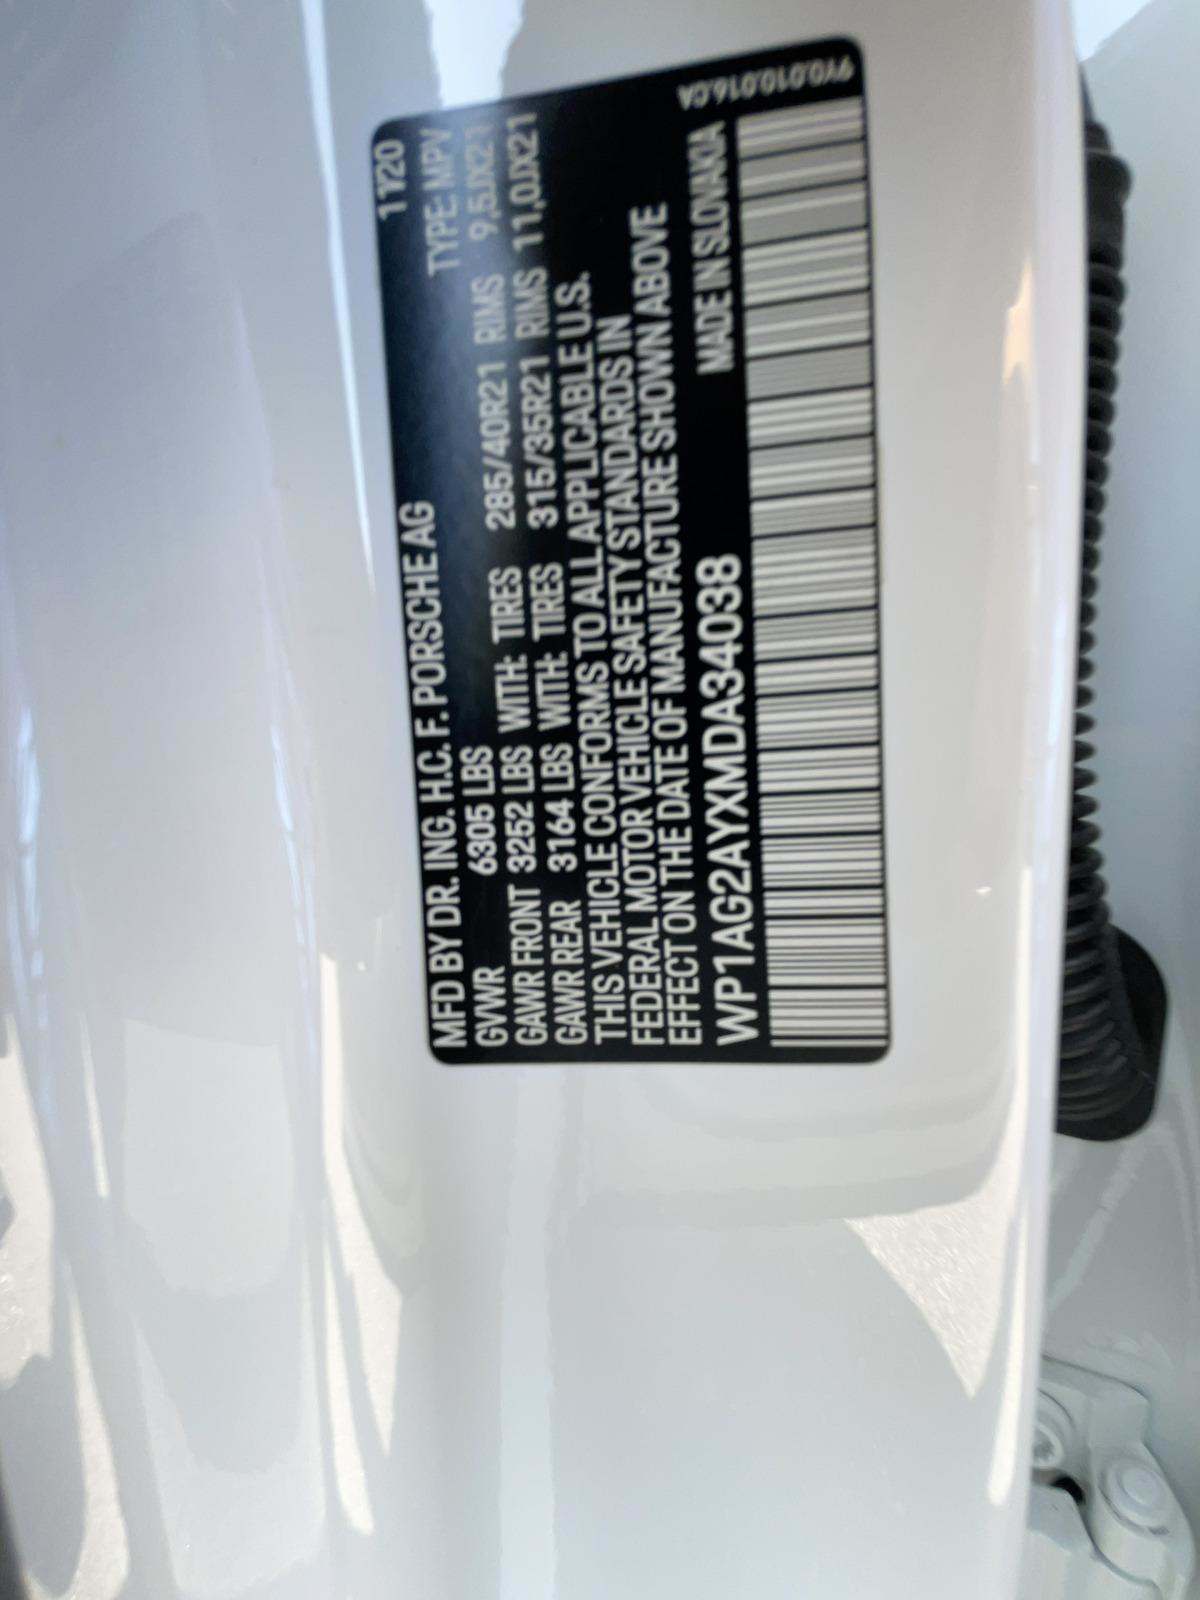 11/20
MFD BY DR. ING. H.C. F. PORSCHE AG TYPE: MPV
GVWR 6305 LBS
GAWR FRONT 3252 LBS WITH: TIRES 285/40R21 RIMS 9,5JX21
GAWR REAR 3164 LBS WITH: TIRES 315/35R21 RIMS 11,0JX21
THIS VEHICLE CONFORMS TO ALL APPLICABLE U.S.
FEDERAL MOTOR VEHICLE SAFETY STANDARDS IN
EFFECT ON THE DATE OF MANUFACTURE SHOWN ABOVE
WP1AG2AYXMDA34038 MADE IN SLOVAKIA
9Y0.010.016.CA